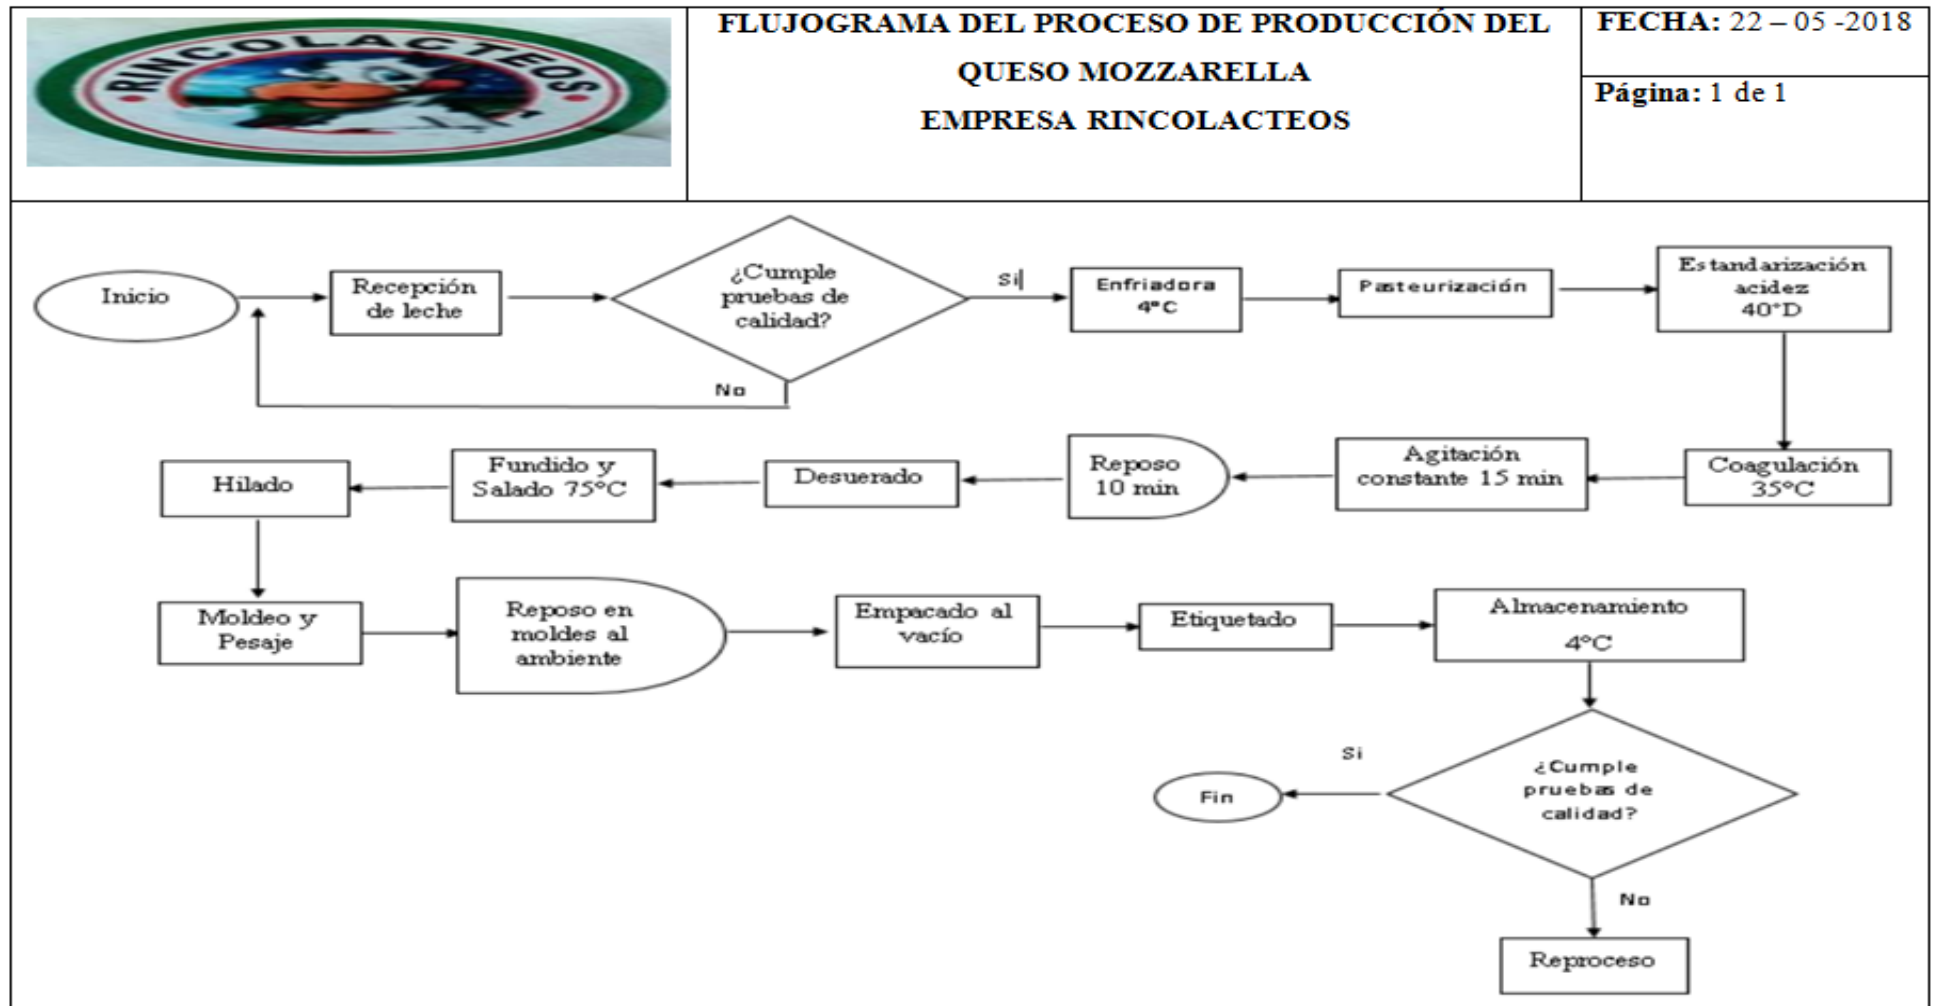 RINCOLACTEOS
FLUJOGRAMA DEL PROCESO DE PRODUCCIÓN DEL
QUESO MOZZARELLA
EMPRESA RINCOLACTEOS
FECHA: 22 – 05 -2018
Página: 1 de 1
Inicio
Recepción
de leche
¿Cumple
pruebas de
calidad?
Si
No
Enfriadora
4°C
Pasteurización
Estandarización
acidez
40°D
Coagulación
35°C
Agitación
constante 15 min
Reposo
10 min
Desuerado
Fundido y
Salado 75°C
Hilado
Moldeo y
Pesaje
Reposo en
moldes al
ambiente
Empacado al
vacío
Etiquetado
Almacenamiento
4°C
¿Cumple
pruebas de
calidad?
Si
Fin
No
Reproceso